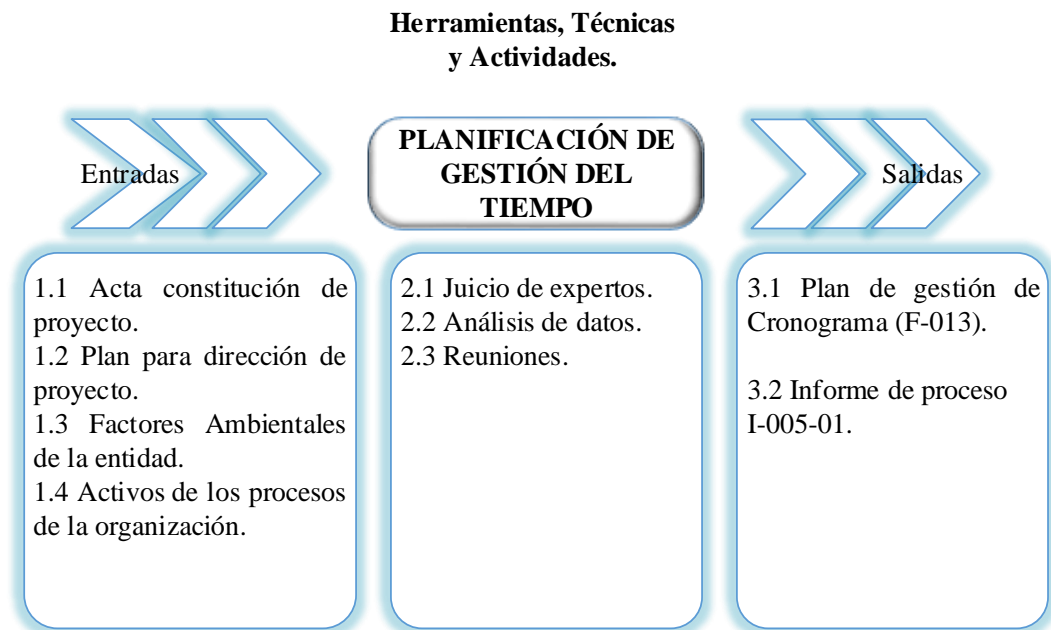 Herramientas, Técnicas
y Actividades.
Entradas
PLANIFICACIÓN DE
GESTIÓN DEL
TIEMPO
Salidas
1.1 Acta constitución de
proyecto.
1.2 Plan para dirección de
proyecto.
1.3 Factores Ambientales
de la entidad.
1.4 Activos de los procesos
de la organización.
2.1 Juicio de expertos.
2.2 Análisis de datos.
2.3 Reuniones.
3.1 Plan de gestión de
Cronograma (F-013).
3.2 Informe de proceso
I-005-01.